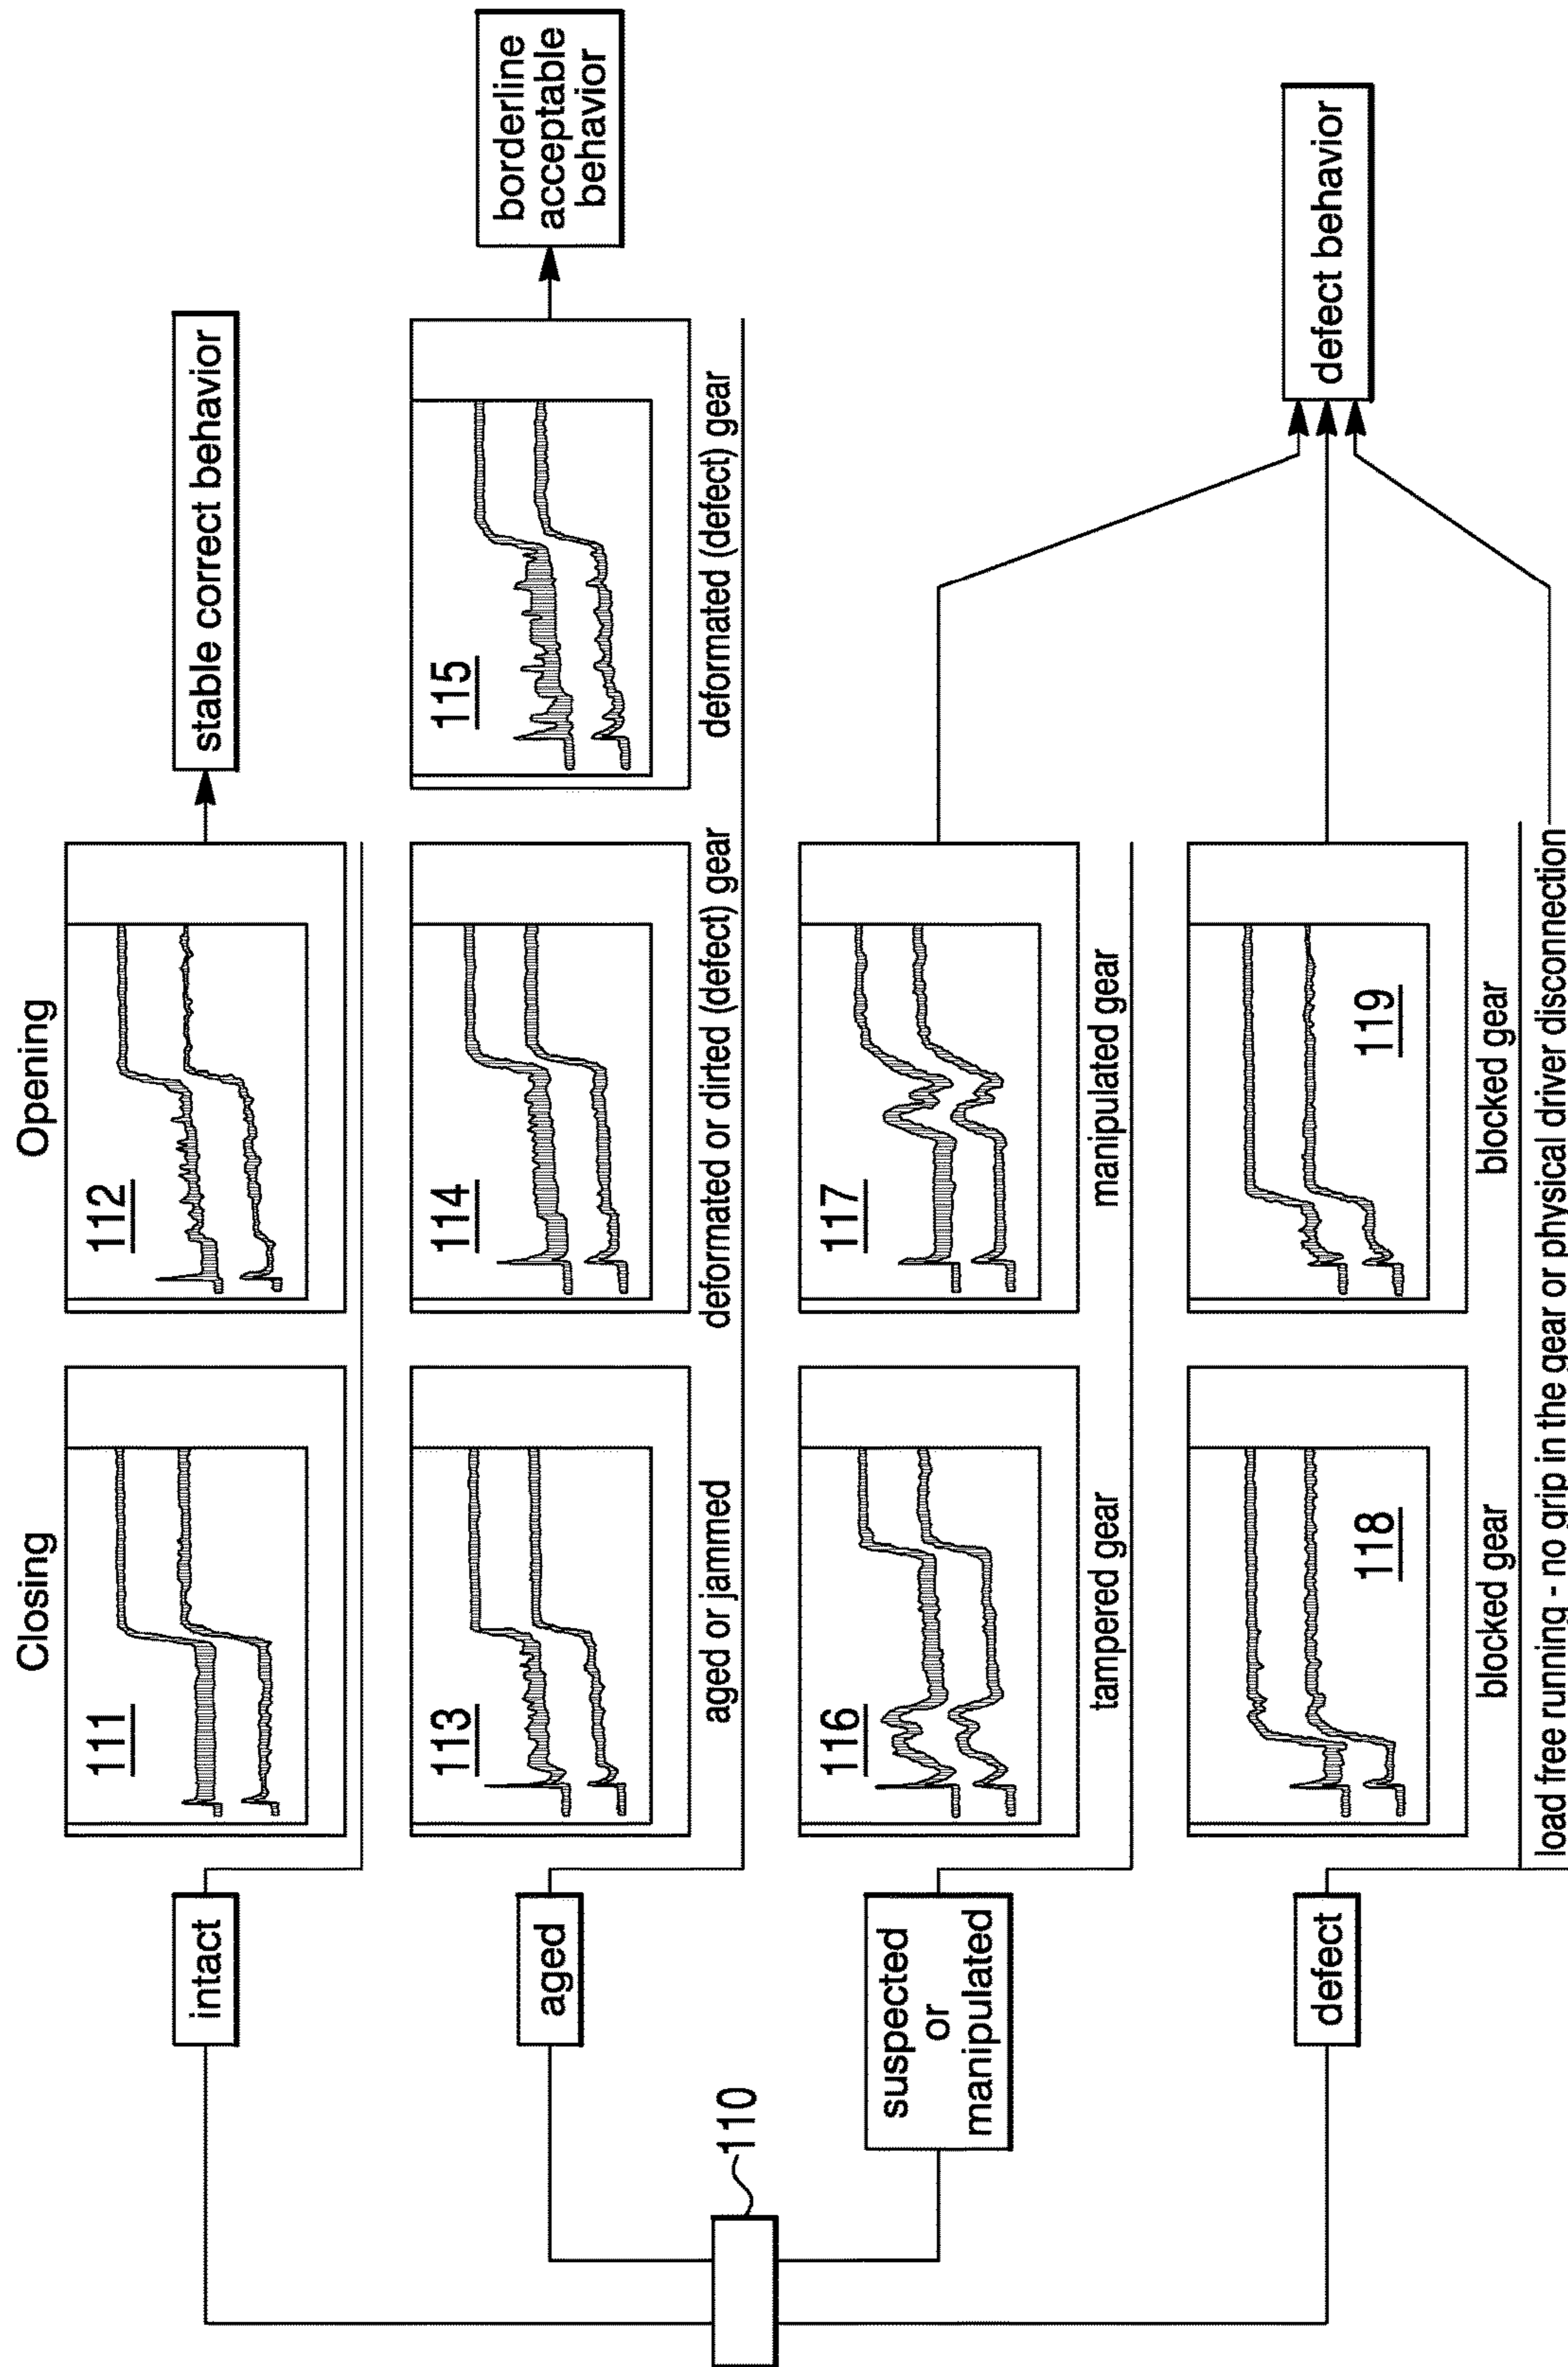 Closing
Opening
intact
111
112
stable correct behavior
aged
113
114
115
borderline
acceptable
behavior
aged or jammed
deformated or dirted (defect) gear
deformated (defect) gear
110
suspected
or
manipulated
116
117
tampered gear
manipulated gear
defect
118
119
defect behavior
blocked gear
blocked gear
load free running - no grip in the gear or physical driver disconnection